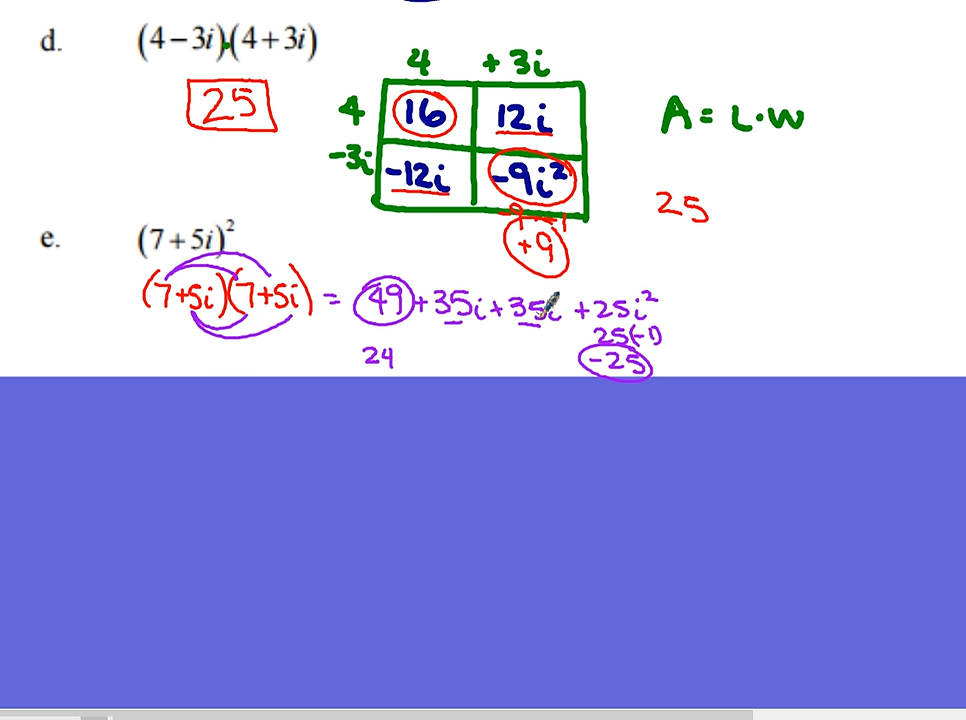 d. (4 − 3i)·(4 + 3i)
4 + 3i
25
4 16 12i A = L·W
-3i -12i -9i²
25
-9 · -1
+9
e. (7 + 5i)²
(7+5i)(7+5i) = 49 + 35i + 35i + 25i²
25(-1)
24 -25